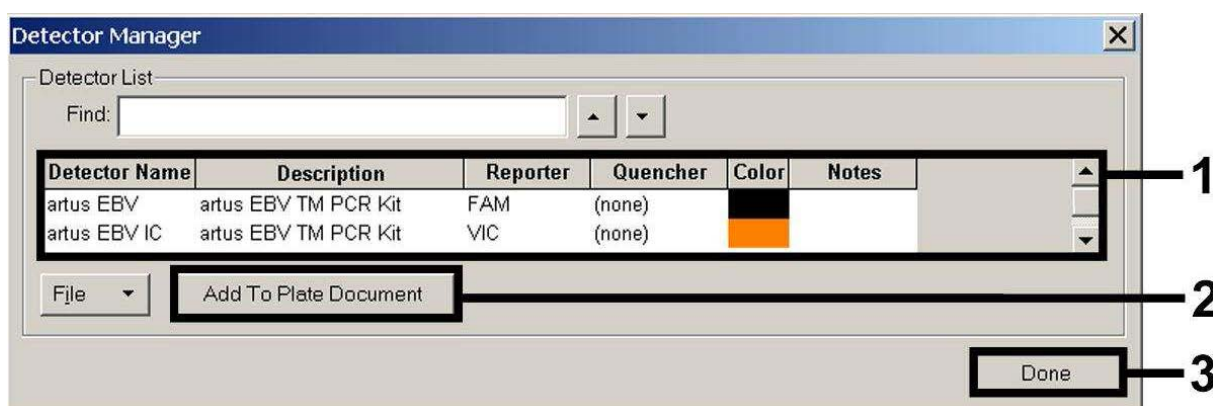 Detector Manager
Detector List
Find:
Detector Name Description Reporter Quencher Color Notes
artus EBV artus EBV TM PCR Kit FAM (none)
artus EBV IC artus EBV TM PCR Kit VIC (none)
1
File Add To Plate Document
2
Done
3